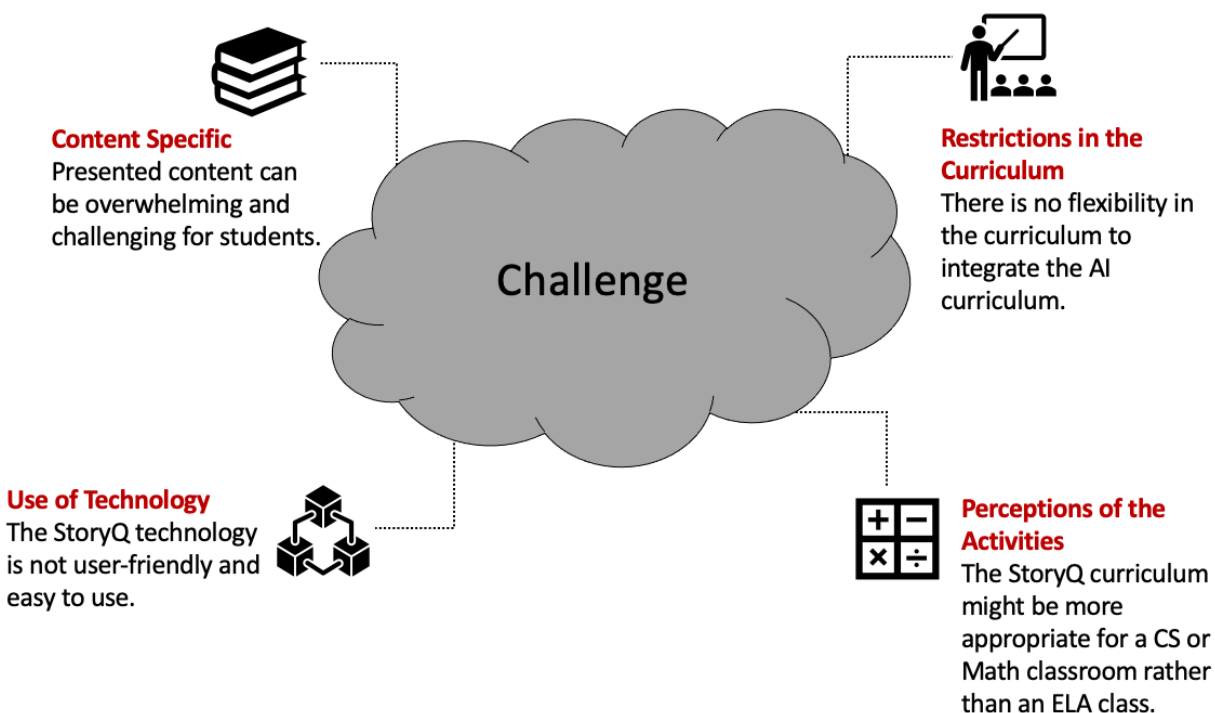 Content Specific
Presented content can
be overwhelming and
challenging for students.
Restrictions in the
Curriculum
There is no flexibility in
the curriculum to
integrate the AI
curriculum.
Challenge
Use of Technology
The StoryQ technology
is not user-friendly and
easy to use.
Perceptions of the
Activities
The StoryQ curriculum
might be more
appropriate for a CS or
Math classroom rather
than an ELA class.